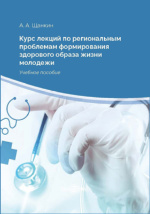 А. А. Щанкин
Курс лекций по региональным
проблемам формирования
здорового образа жизни
молодежи
Учебное пособие